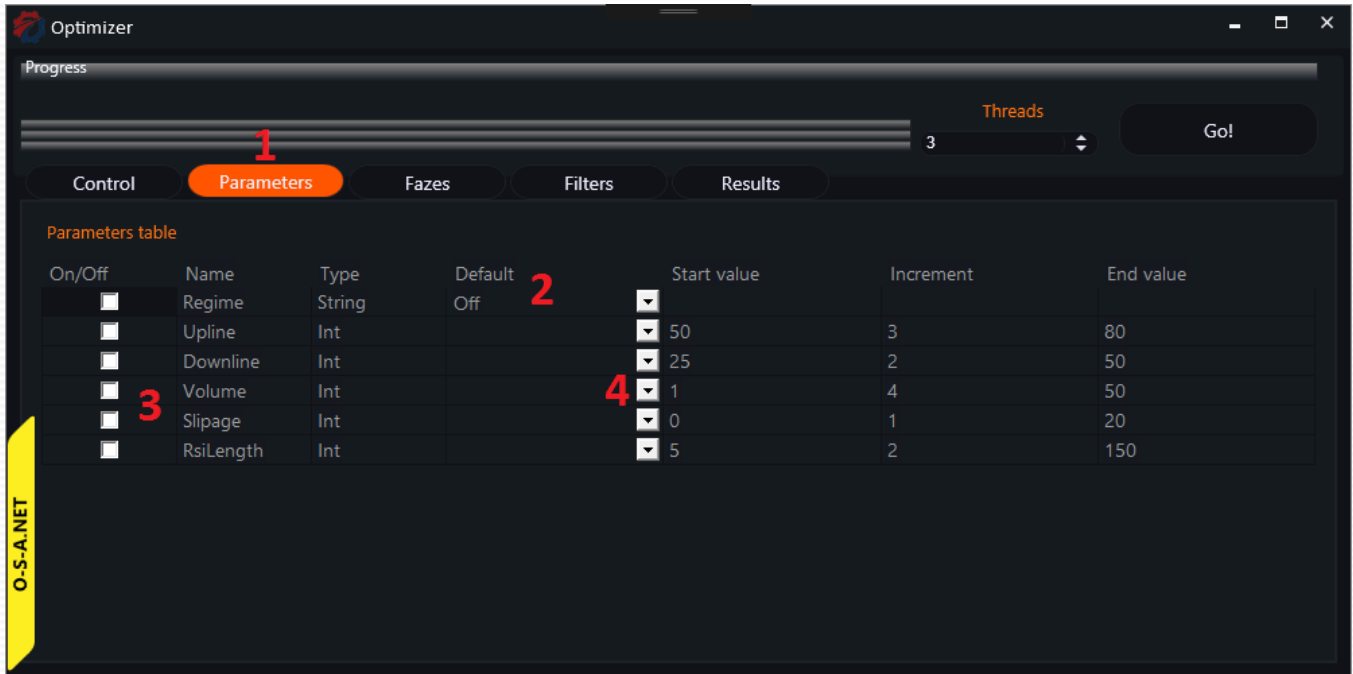 Optimizer
Progress
Threads
3
Go!
1
Control Parameters Fazes Filters Results
Parameters table
On/Off Name Type Default Start value Increment End value
2
Regime String Off
Upline Int 50 3 80
Downline Int 25 2 50
3
4
Volume Int 1 4 50
Slipage Int 0 1 20
RsiLength Int 5 2 150
O-S-A.NET